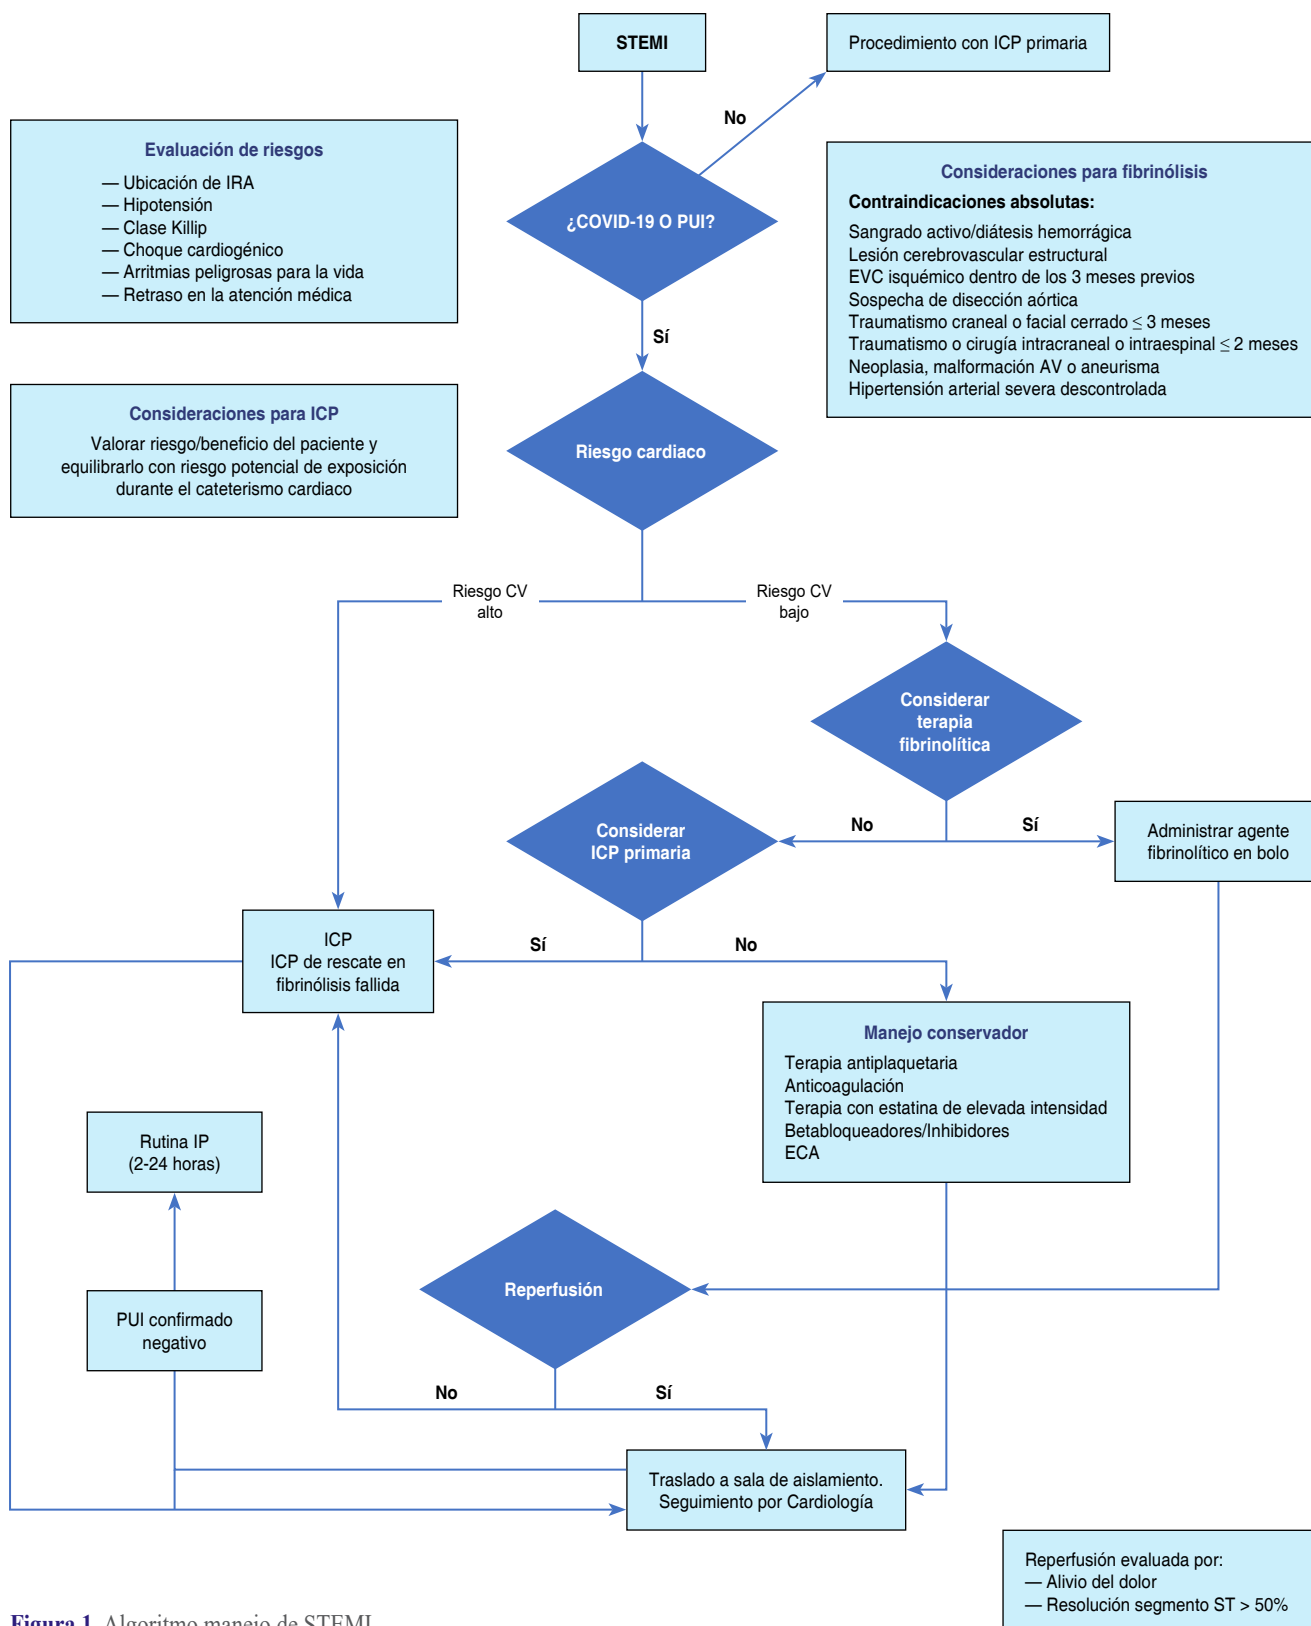 STEMI
Procedimiento con ICP primaria
No
Evaluación de riesgos
— Ubicación de IRA
— Hipotensión
— Clase Killip
— Choque cardiogénico
— Arritmias peligrosas para la vida
— Retraso en la atención médica
¿COVID-19 O PUI?
Consideraciones para fibrinólisis
Contraindicaciones absolutas:
Sangrado activo/diátesis hemorrágica
Lesión cerebrovascular estructural
EVC isquémico dentro de los 3 meses previos
Sospecha de disección aórtica
Traumatismo craneal o facial cerrado ≤ 3 meses
Traumatismo o cirugía intracraneal o intraespinal ≤ 2 meses
Neoplasia, malformación AV o aneurisma
Hipertensión arterial severa descontrolada
Sí
Consideraciones para ICP
Valorar riesgo/beneficio del paciente y
equilibrarlo con riesgo potencial de exposición
durante el cateterismo cardiaco
Riesgo cardiaco
Riesgo CV
alto
Riesgo CV
bajo
Considerar
terapia
fibrinolítica
No
Sí
Considerar
ICP primaria
Administrar agente
fibrinolítico en bolo
Sí
No
ICP
ICP de rescate en
fibrinólisis fallida
Manejo conservador
Terapia antiplaquetaria
Anticoagulación
Terapia con estatina de elevada intensidad
Betabloqueadores/Inhibidores
ECA
Rutina IP
(2-24 horas)
Reperfusión
PUI confirmado
negativo
No
Sí
Traslado a sala de aislamiento.
Seguimiento por Cardiología
Reperfusión evaluada por:
— Alivio del dolor
— Resolución segmento ST > 50%
Figura 1. Algoritmo manejo de STEMI